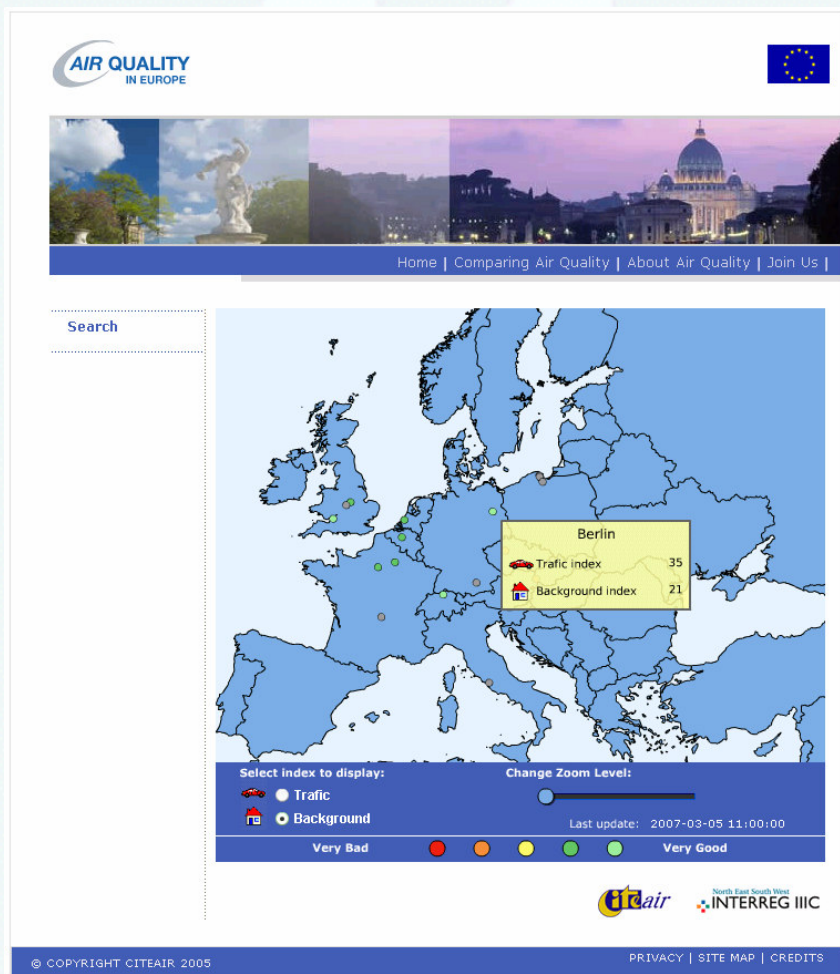 AIR QUALITY
IN EUROPE
Home | Comparing Air Quality | About Air Quality | Join Us |
Search
Berlin
Trafic index 35
Background index 21
Select index to display:
Trafic
Background
Change Zoom Level:
Last update: 2007-03-05 11:00:00
Very Bad
Very Good
citeair
North East South West
INTERREG IIIC
© COPYRIGHT CITEAIR 2005
PRIVACY | SITE MAP | CREDITS